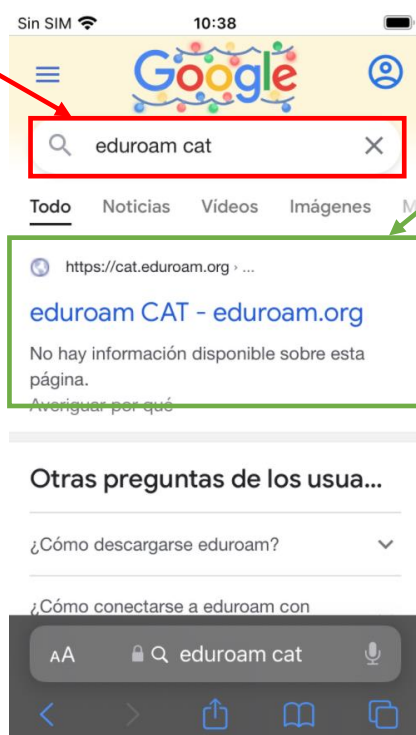 Sin SIM 10:38
Google
eduroam cat
Todo Noticias Vídeos Imágenes M
https://cat.eduroam.org › ...
eduroam CAT - eduroam.org
No hay información disponible sobre esta
página.
Averiguar por qué
Otras preguntas de los usua...
¿Cómo descargarse eduroam?
¿Cómo conectarse a eduroam con
AA eduroam cat